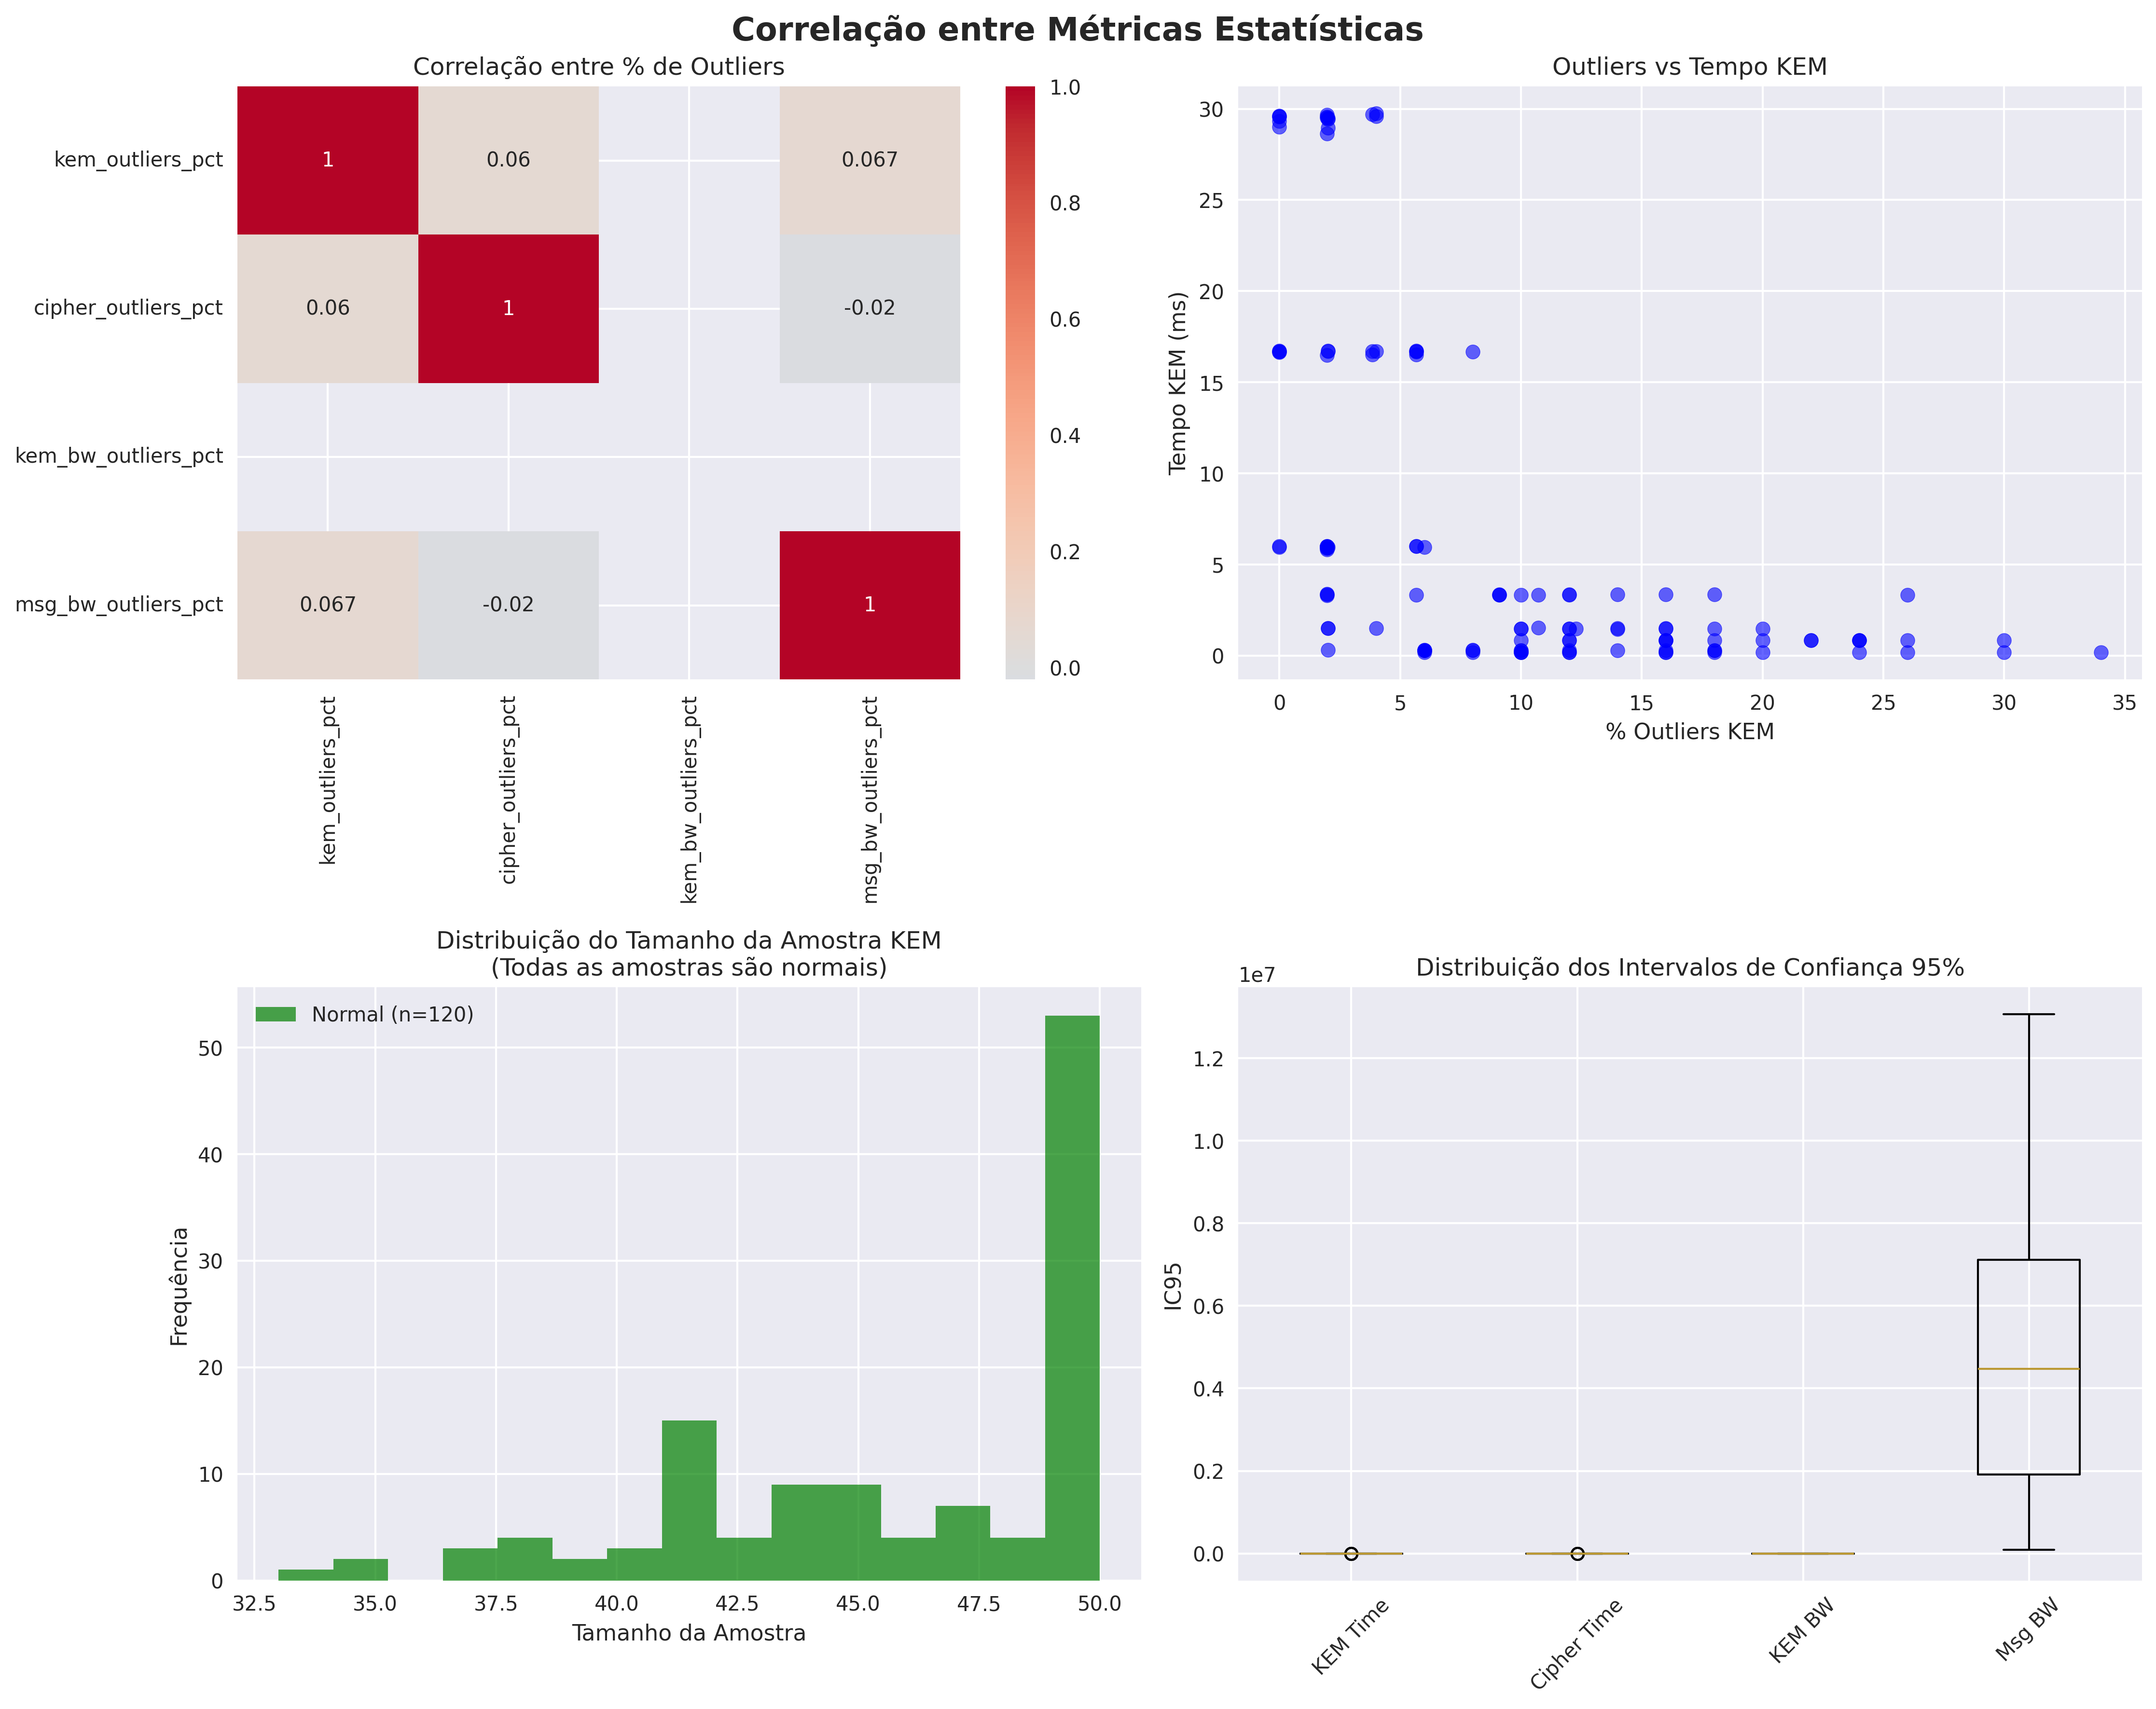 Correlação entre Métricas Estatísticas
Correlação entre % de Outliers
kem_outliers_pct
cipher_outliers_pct
kem_bw_outliers_pct
msg_bw_outliers_pct
1 0.06 0.067
0.06 1 -0.02
0.067 -0.02 1
kem_outliers_pct
cipher_outliers_pct
kem_bw_outliers_pct
msg_bw_outliers_pct
1.0
0.8
0.6
0.4
0.2
0.0
Outliers vs Tempo KEM
Tempo KEM (ms)
30
25
20
15
10
5
0
0 5 10 15 20 25 30 35
% Outliers KEM
Distribuição do Tamanho da Amostra KEM
(Todas as amostras são normais)
Normal (n=120)
Frequência
50
40
30
20
10
0
32.5 35.0 37.5 40.0 42.5 45.0 47.5 50.0
Tamanho da Amostra
Distribuição dos Intervalos de Confiança 95%
1e7
IC95
1.2
1.0
0.8
0.6
0.4
0.2
0.0
KEM Time
Cipher Time
KEM BW
Msg BW